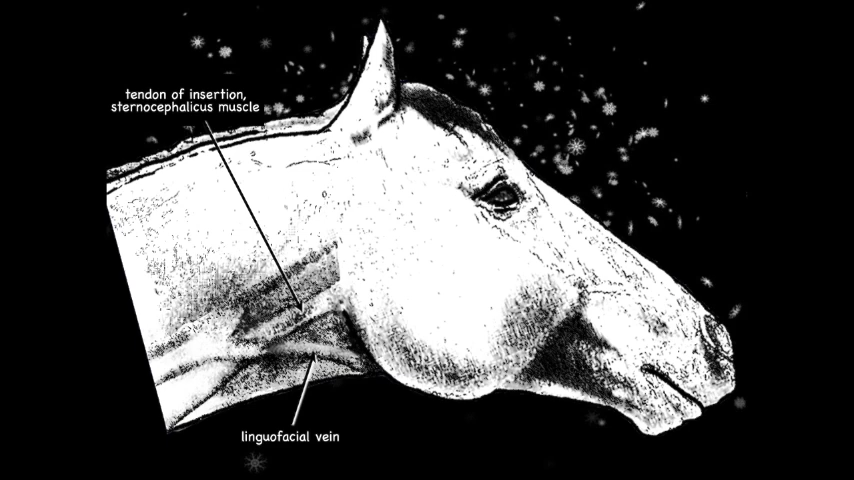 tendon of insertion,
sternocephalicus muscle
linguofacial vein